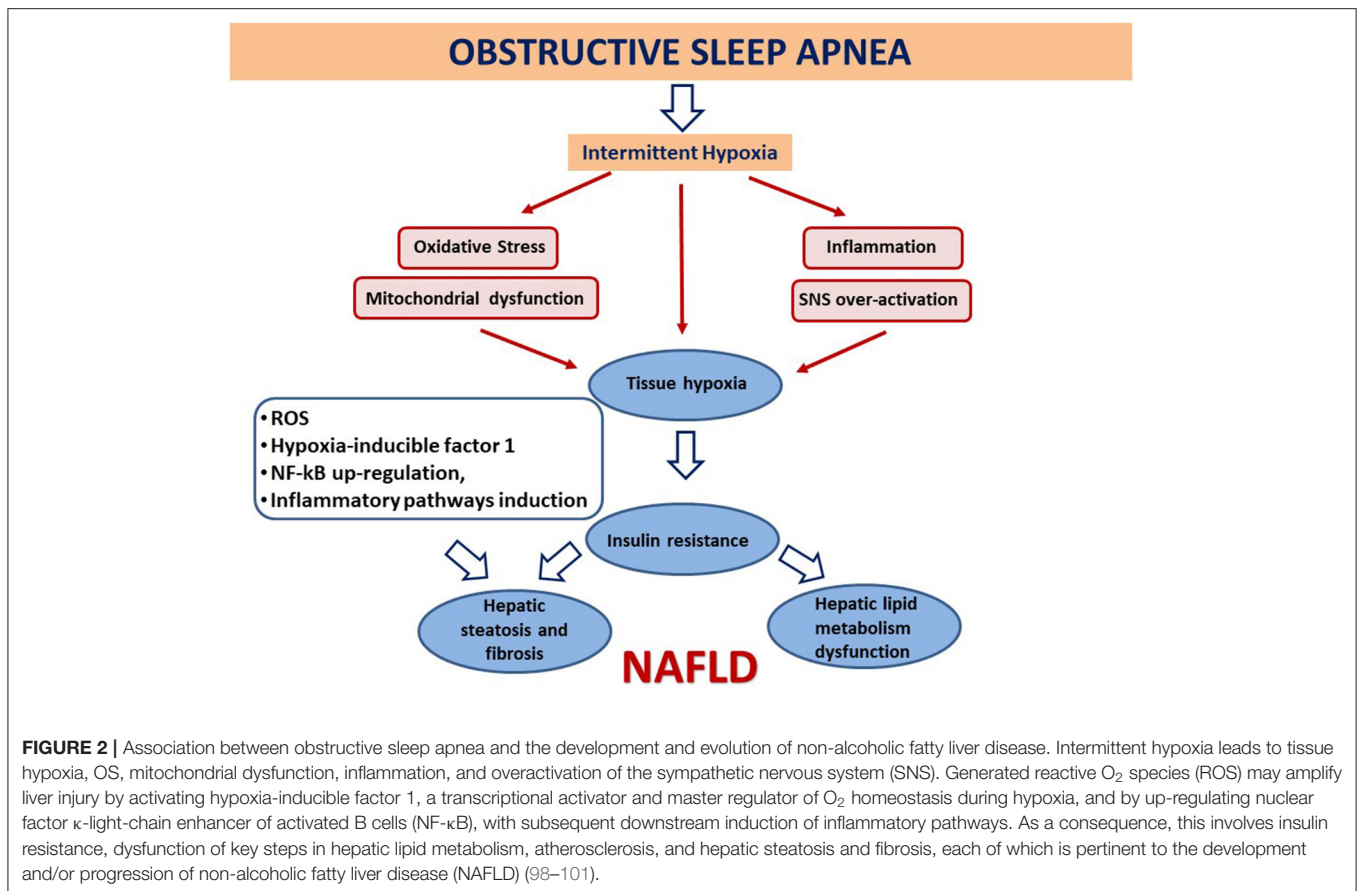 OBSTRUCTIVE SLEEP APNEA
Intermittent Hypoxia
Oxidative Stress
Mitochondrial dysfunction
Inflammation
SNS over-activation
Tissue hypoxia
• ROS
• Hypoxia-inducible factor 1
• NF-kB up-regulation,
• Inflammatory pathways induction
Insulin resistance
Hepatic
steatosis and
fibrosis
Hepatic lipid
metabolism
dysfunction
NAFLD
FIGURE 2 | Association between obstructive sleep apnea and the development and evolution of non-alcoholic fatty liver disease. Intermittent hypoxia leads to tissue
hypoxia, OS, mitochondrial dysfunction, inflammation, and overactivation of the sympathetic nervous system (SNS). Generated reactive O₂ species (ROS) may amplify
liver injury by activating hypoxia-inducible factor 1, a transcriptional activator and master regulator of O₂ homeostasis during hypoxia, and by up-regulating nuclear
factor κ-light-chain enhancer of activated B cells (NF-κB), with subsequent downstream induction of inflammatory pathways. As a consequence, this involves insulin
resistance, dysfunction of key steps in hepatic lipid metabolism, atherosclerosis, and hepatic steatosis and fibrosis, each of which is pertinent to the development
and/or progression of non-alcoholic fatty liver disease (NAFLD) (98–101).